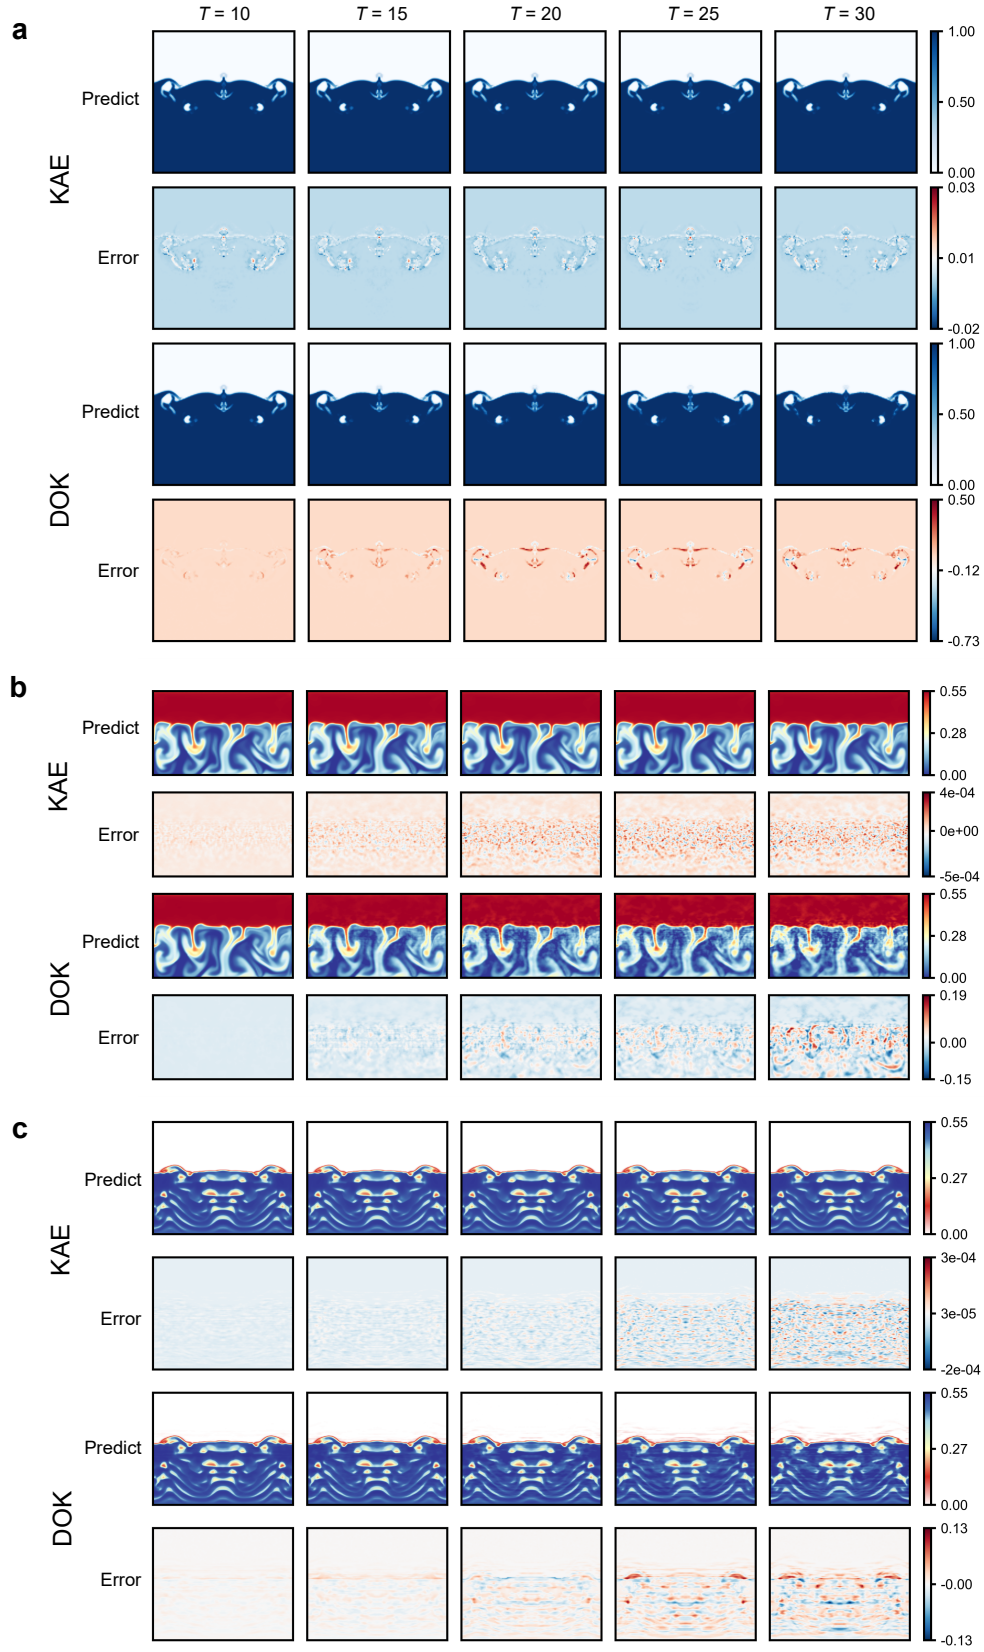 T = 10
T = 15
T = 20
T = 25
T = 30
a
KAE
Predict
1.00
0.50
0.00
Error
0.03
0.01
-0.02
DOK
Predict
1.00
0.50
0.00
Error
0.50
-0.12
-0.73
b
KAE
Predict
0.55
0.28
0.00
Error
4e-04
0e+00
-5e-04
DOK
Predict
0.55
0.28
0.00
Error
0.19
0.00
-0.15
c
KAE
Predict
0.55
0.27
0.00
Error
3e-04
3e-05
-2e-04
DOK
Predict
0.55
0.27
0.00
Error
0.13
-0.00
-0.13